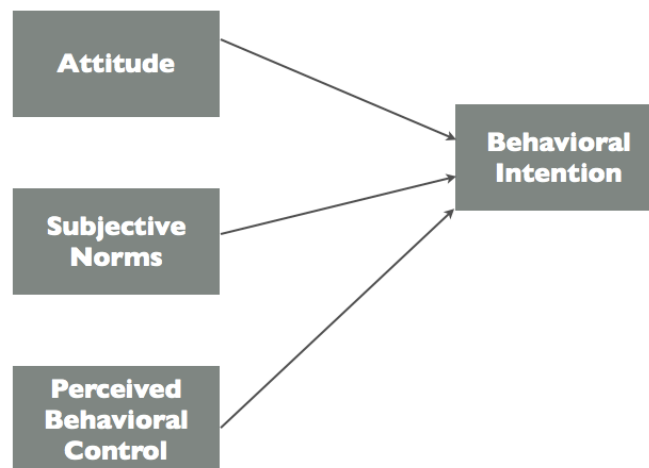 Attitude
Behavioral
Intention
Subjective
Norms
Perceived
Behavioral
Control